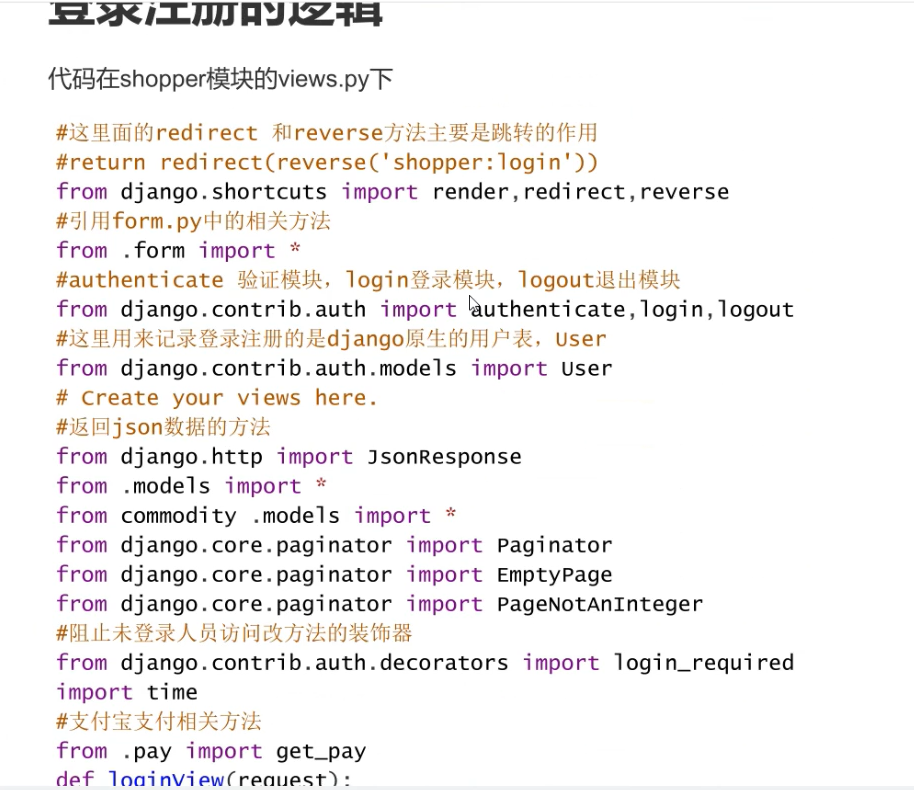 登录注册的逻辑
代码在shopper模块的views.py下
#这里面的redirect 和reverse方法主要是跳转的作用
#return redirect(reverse('shopper:login'))
from django.shortcuts import render,redirect,reverse
#引用form.py中的相关方法
from .form import *
#authenticate 验证模块，login登录模块，logout退出模块
from django.contrib.auth import authenticate,login,logout
#这里用来记录登录注册的是django原生的用户表，User
from django.contrib.auth.models import User
# Create your views here.
#返回json数据的方法
from django.http import JsonResponse
from .models import *
from commodity .models import *
from django.core.paginator import Paginator
from django.core.paginator import EmptyPage
from django.core.paginator import PageNotAnInteger
#阻止未登录人员访问改方法的装饰器
from django.contrib.auth.decorators import login_required
import time
#支付宝支付相关方法
from .pay import get_pay
def loginView(request):